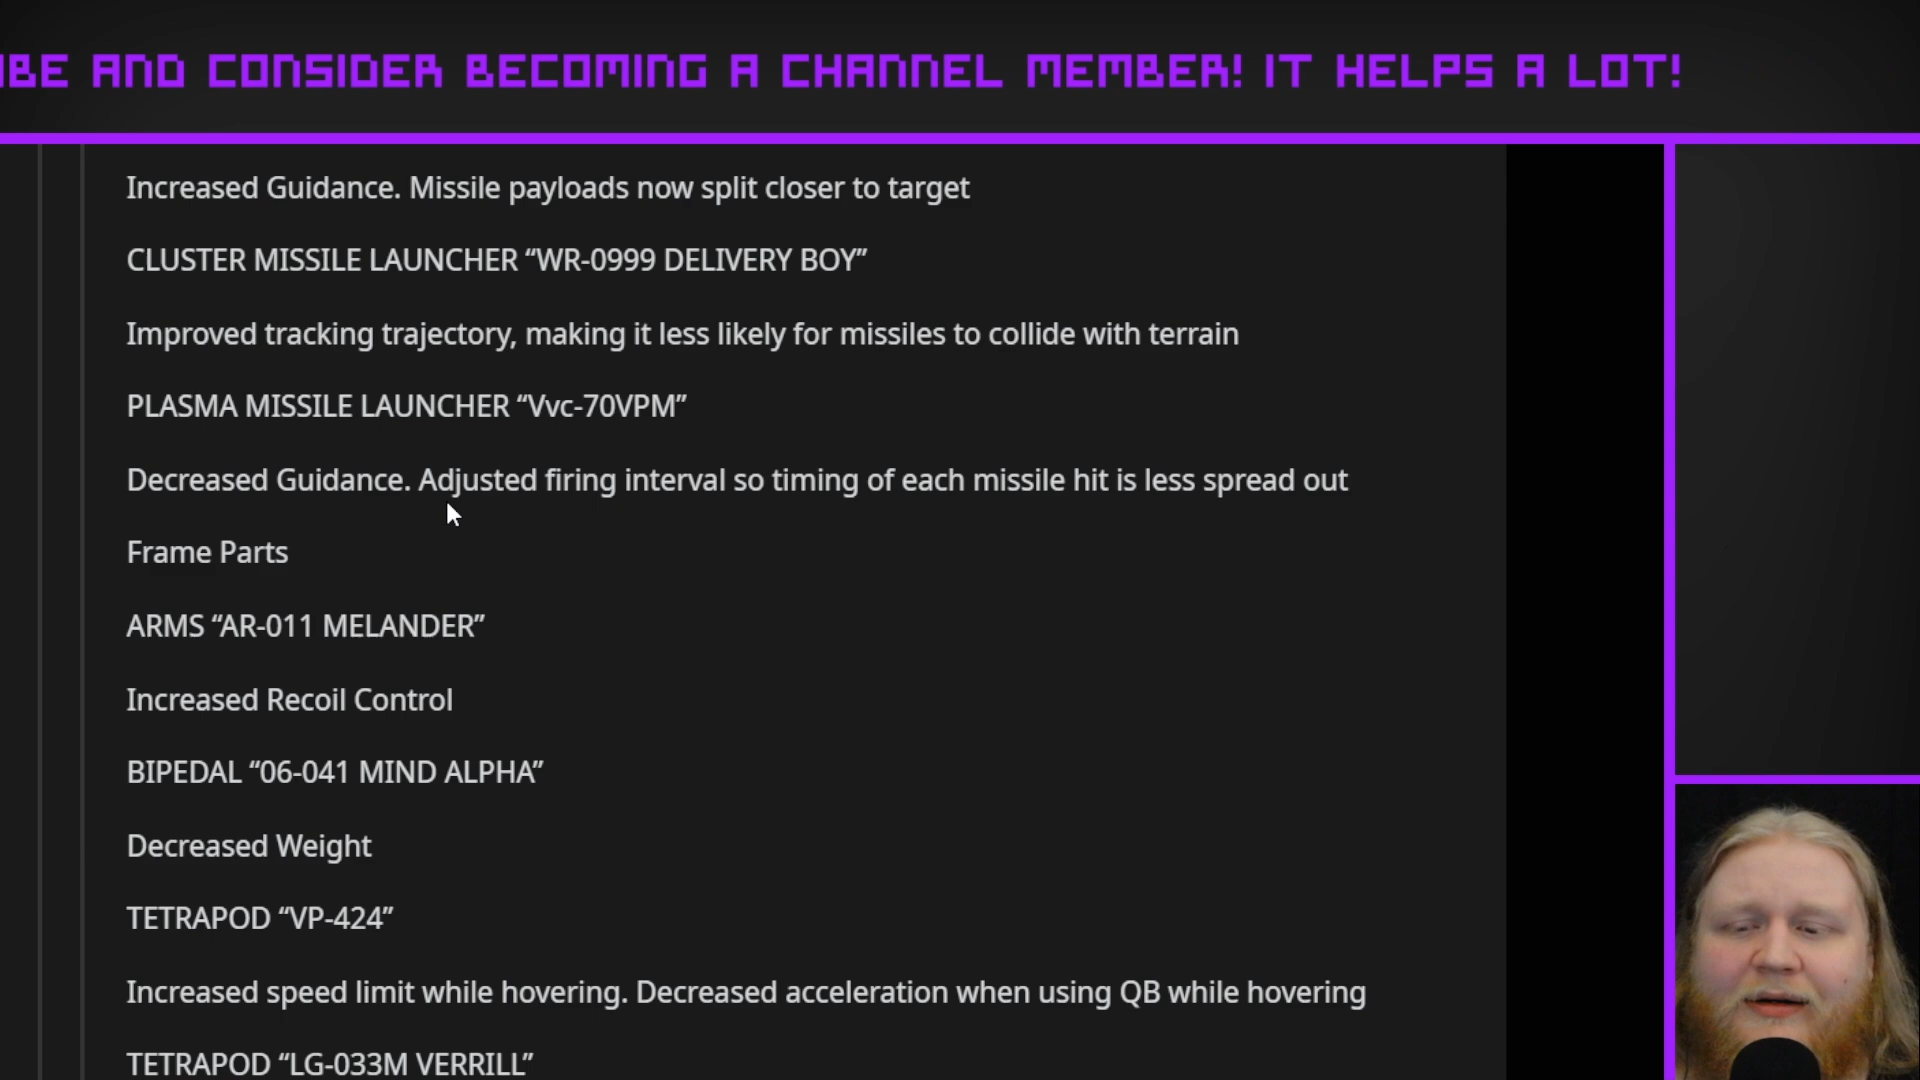 BE AND CONSIDER BECOMING A CHANNEL MEMBER! IT HELPS A LOT!
Increased Guidance. Missile payloads now split closer to target
CLUSTER MISSILE LAUNCHER “WR-0999 DELIVERY BOY”
Improved tracking trajectory, making it less likely for missiles to collide with terrain
PLASMA MISSILE LAUNCHER “Vvc-70VPM”
Decreased Guidance. Adjusted firing interval so timing of each missile hit is less spread out
Frame Parts
ARMS “AR-011 MELANDER”
Increased Recoil Control
BIPEDAL “06-041 MIND ALPHA”
Decreased Weight
TETRAPOD “VP-424”
Increased speed limit while hovering. Decreased acceleration when using QB while hovering
TETRAPOD “LG-033M VERRILL”